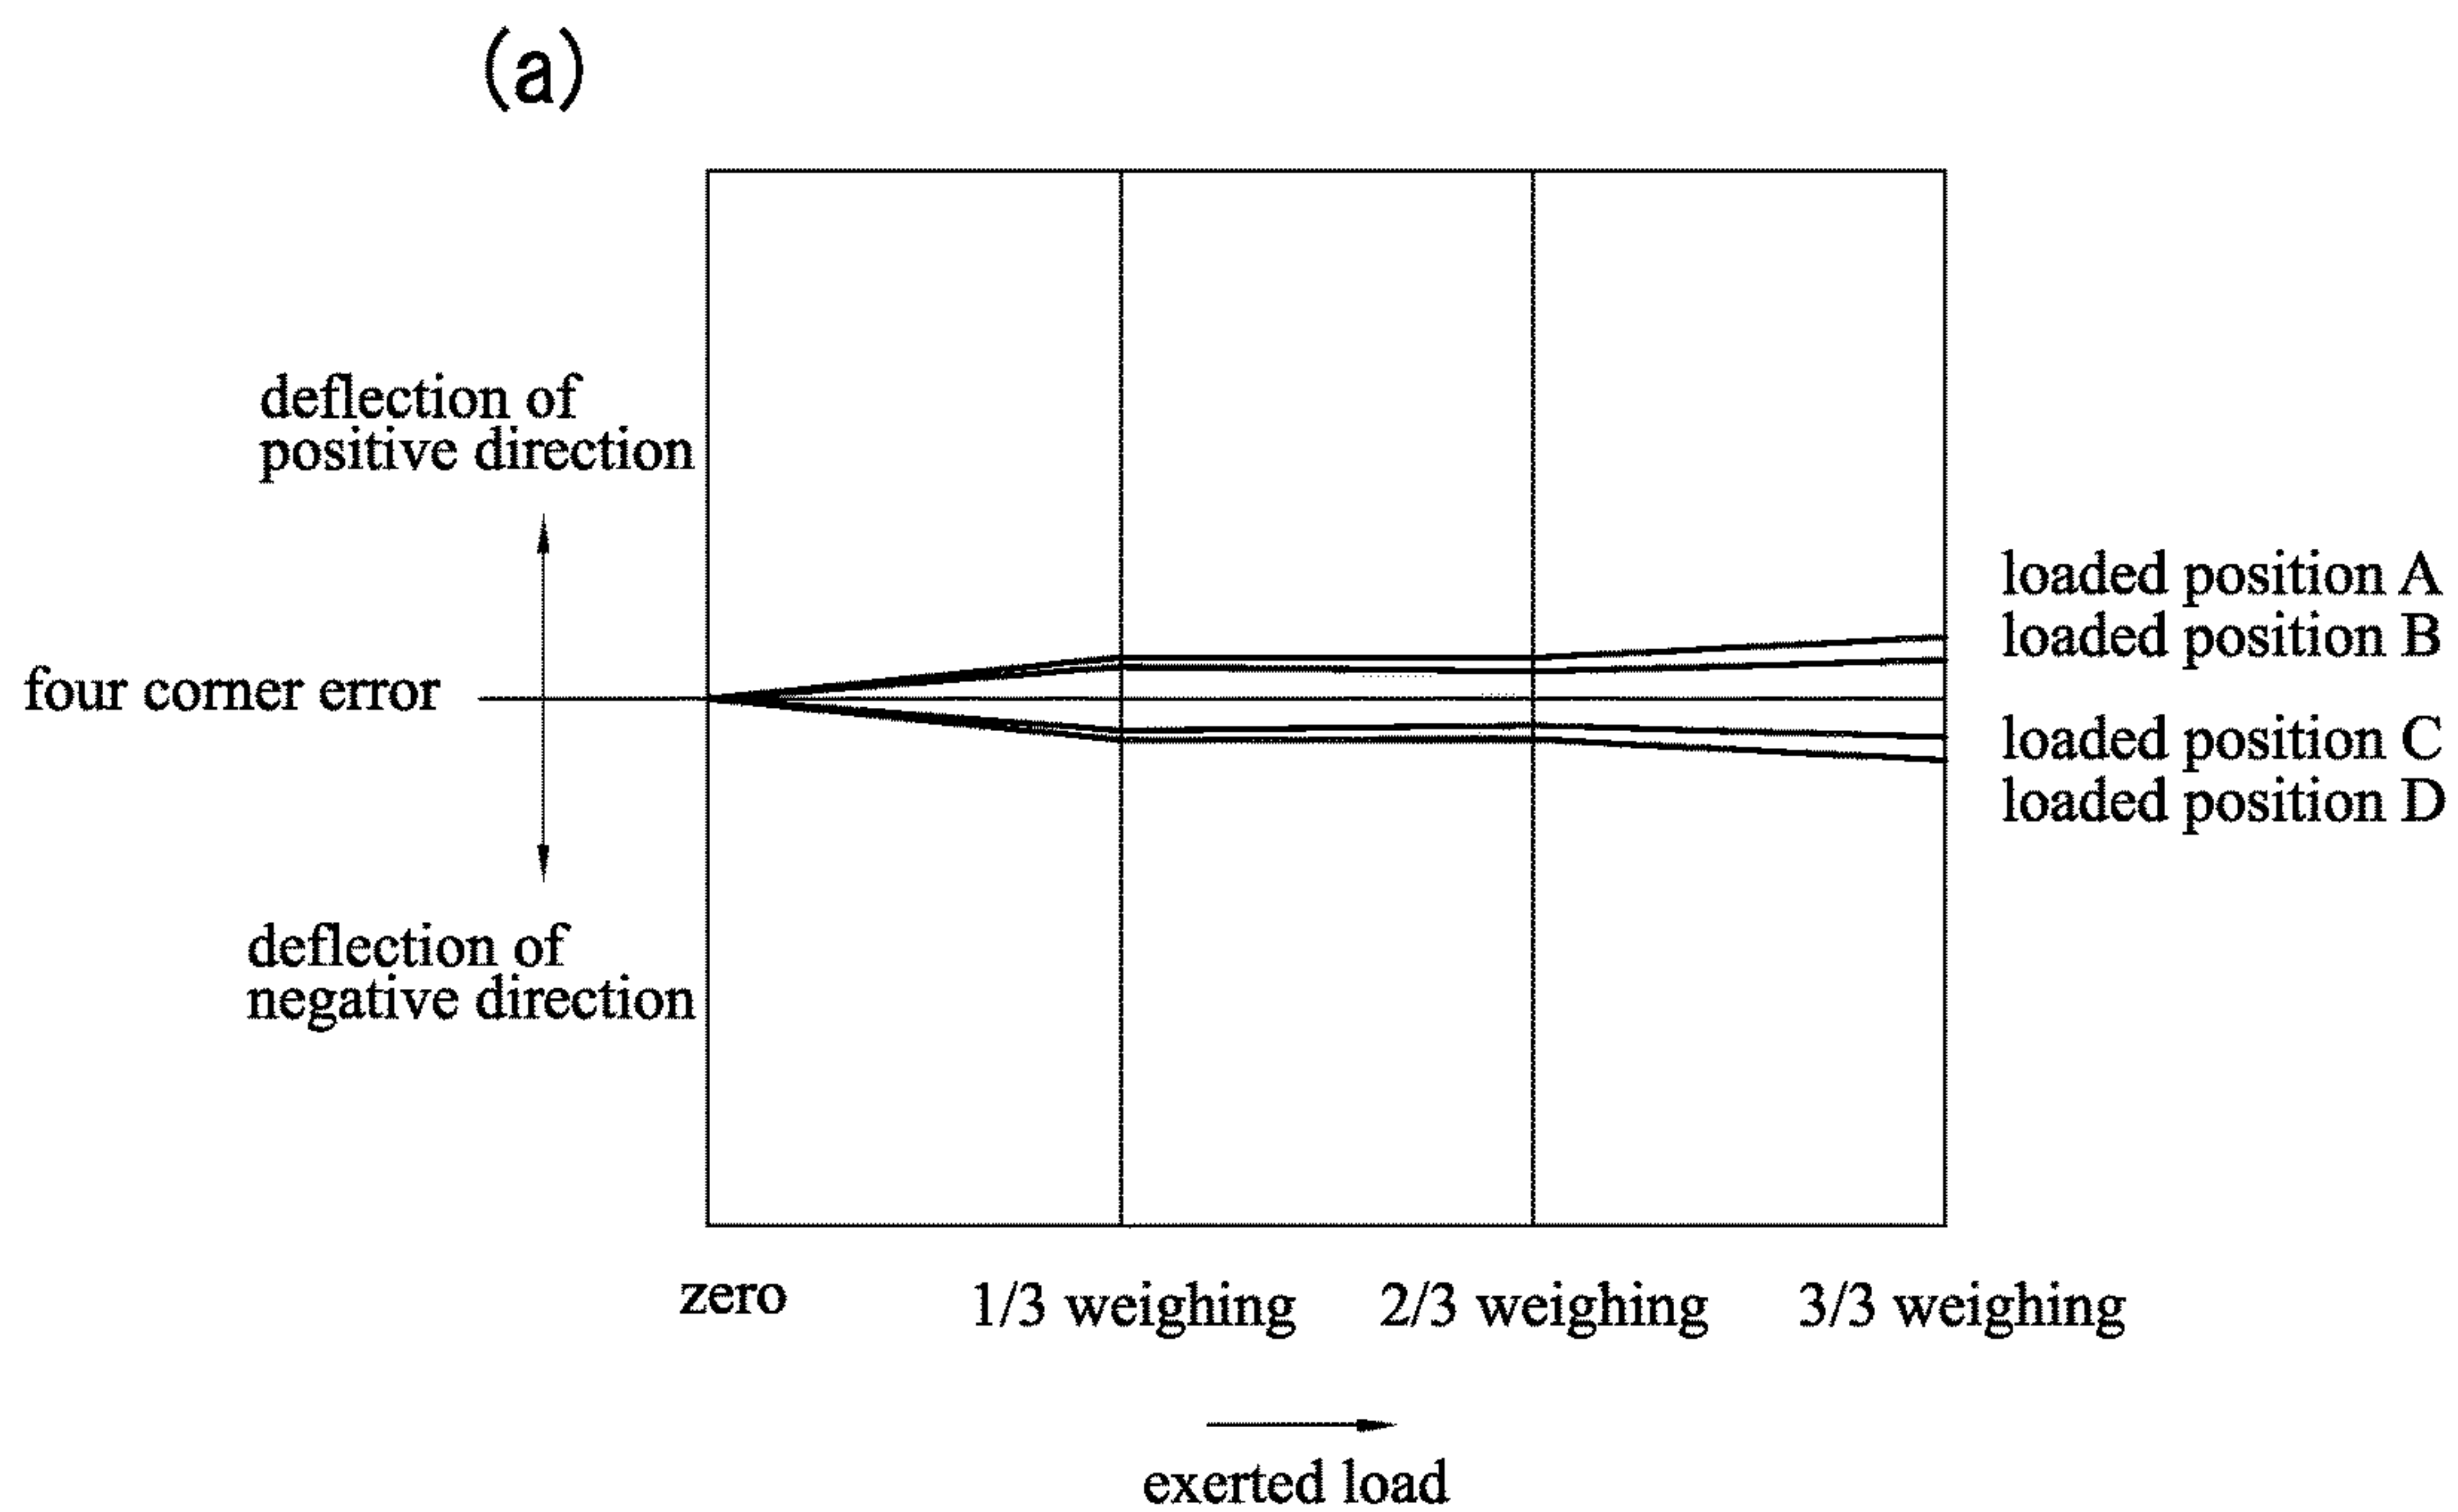 (a)
deflection of
positive direction
four corner error
deflection of
negative direction
loaded position A
loaded position B
loaded position C
loaded position D
zero
1/3 weighing
2/3 weighing
3/3 weighing
exerted load